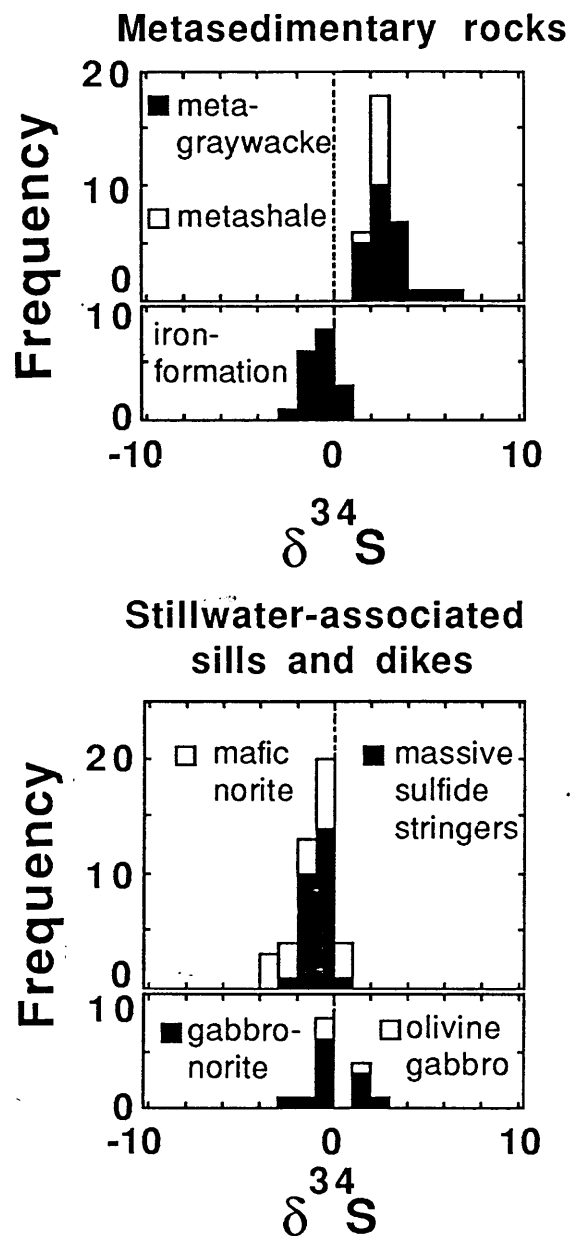 Metasedimentary rocks
20
meta-
graywacke
metashale
10
0
Frequency
10
iron-
formation
0
-10 0 10
δ34S
Stillwater-associated
sills and dikes
mafic
norite
massive
sulfide
stringers
20
10
0
Frequency
10
gabbro-
norite
olivine
gabbro
0
-10 0 10
δ34S